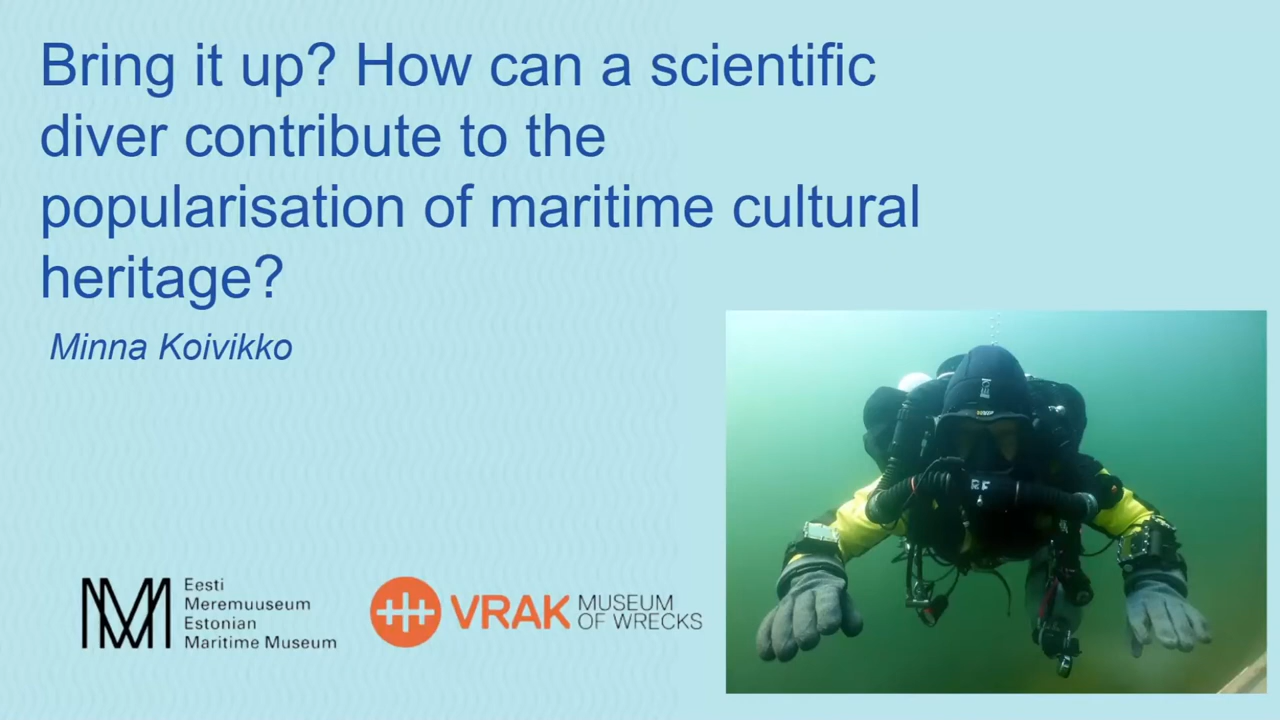 Bring it up? How can a scientific
diver contribute to the
popularisation of maritime cultural
heritage?
Minna Koivikko
Eesti
Meremuuseum
Estonian
Maritime Museum
VRAK MUSEUM
OF WRECKS